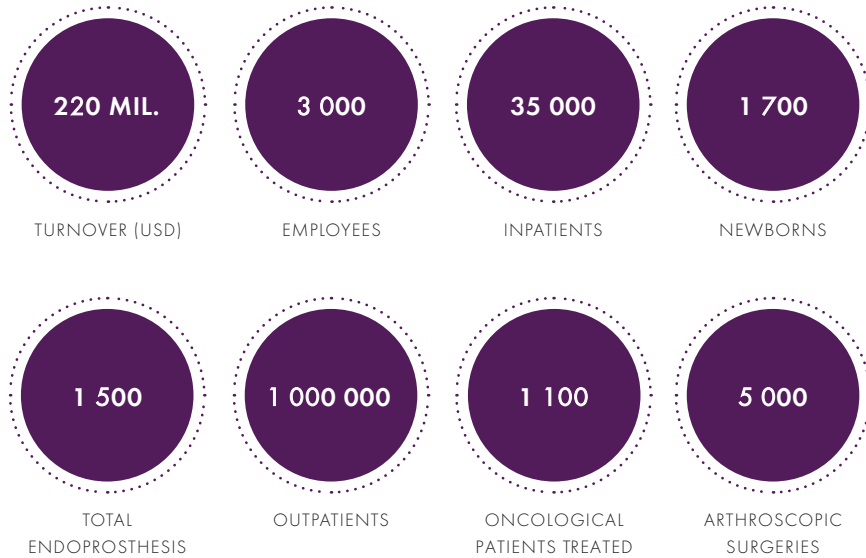 220 MIL.
3 000
35 000
1 700
TURNOVER (USD)
EMPLOYEES
INPATIENTS
NEWBORNS
1 500
1 000 000
1 100
5 000
TOTAL
ENDOPROSTHESIS
OUTPATIENTS
ONCOLOGICAL
PATIENTS TREATED
ARTHROSCOPIC
SURGERIES